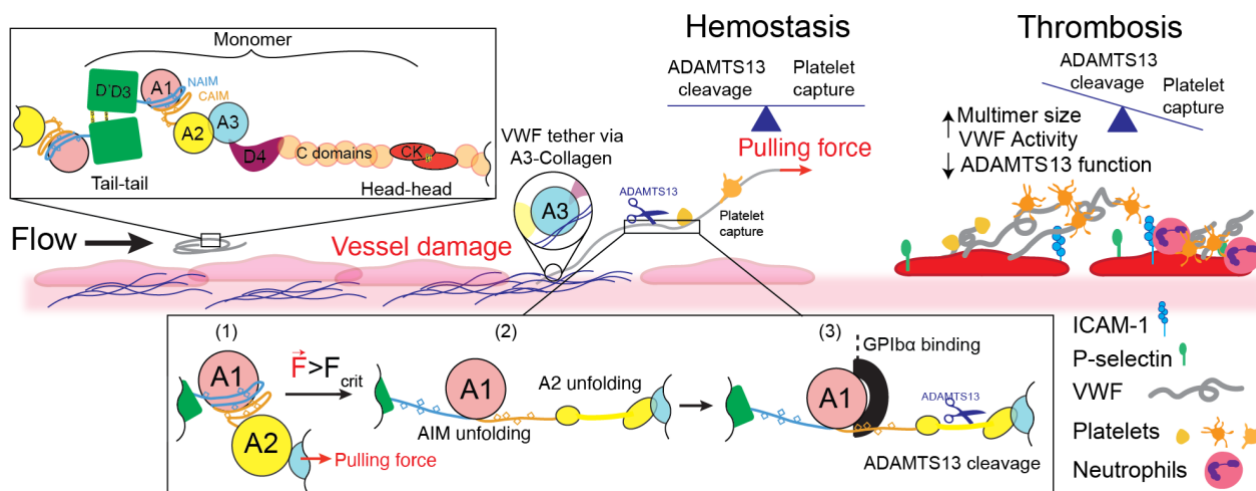 Monomer
D'D3
A1
NAIM
CAIM
A2
A3
D4
C domains
CK
Tail-tail
Head-head
Flow
Vessel damage
VWF tether via
A3-Collagen
A3
ADAMTS13
Platelet
capture
Pulling force
Hemostasis
ADAMTS13
cleavage
Platelet
capture
Thrombosis
ADAMTS13
cleavage
Platelet
capture
↑ Multimer size
VWF Activity
↓ ADAMTS13 function
(1)
A1
A2
Pulling force
F>F crit
(2)
A1
A2 unfolding
AIM unfolding
(3)
GPIbα binding
A1
ADAMTS13
ADAMTS13 cleavage
ICAM-1
P-selectin
VWF
Platelets
Neutrophils